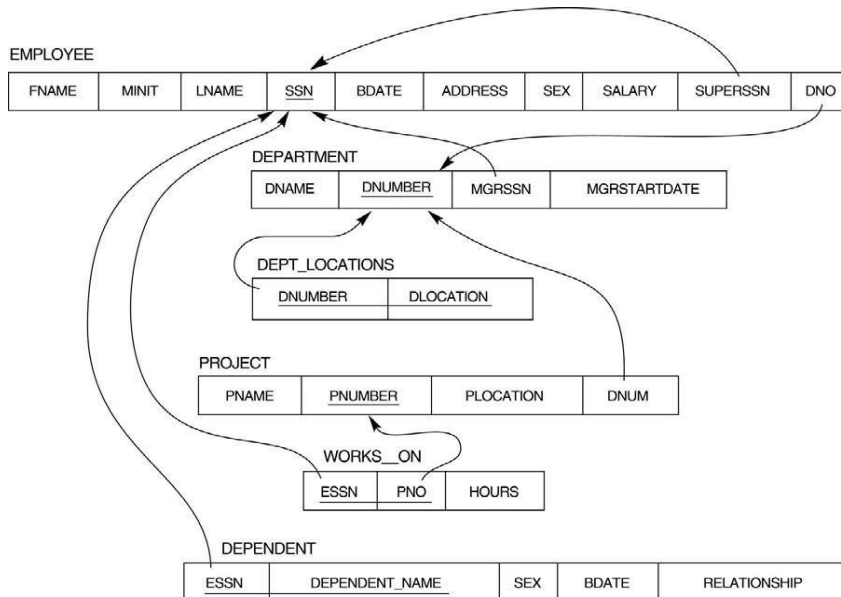 EMPLOYEE
FNAME MINIT LNAME SSN BDATE ADDRESS SEX SALARY SUPERSSN DNO
DEPARTMENT
DNAME DNUMBER MGRSSN MGRSTARTDATE
DEPT_LOCATIONS
DNUMBER DLOCATION
PROJECT
PNAME PNUMBER PLOCATION DNUM
WORKS__ON
ESSN PNO HOURS
DEPENDENT
ESSN DEPENDENT_NAME SEX BDATE RELATIONSHIP